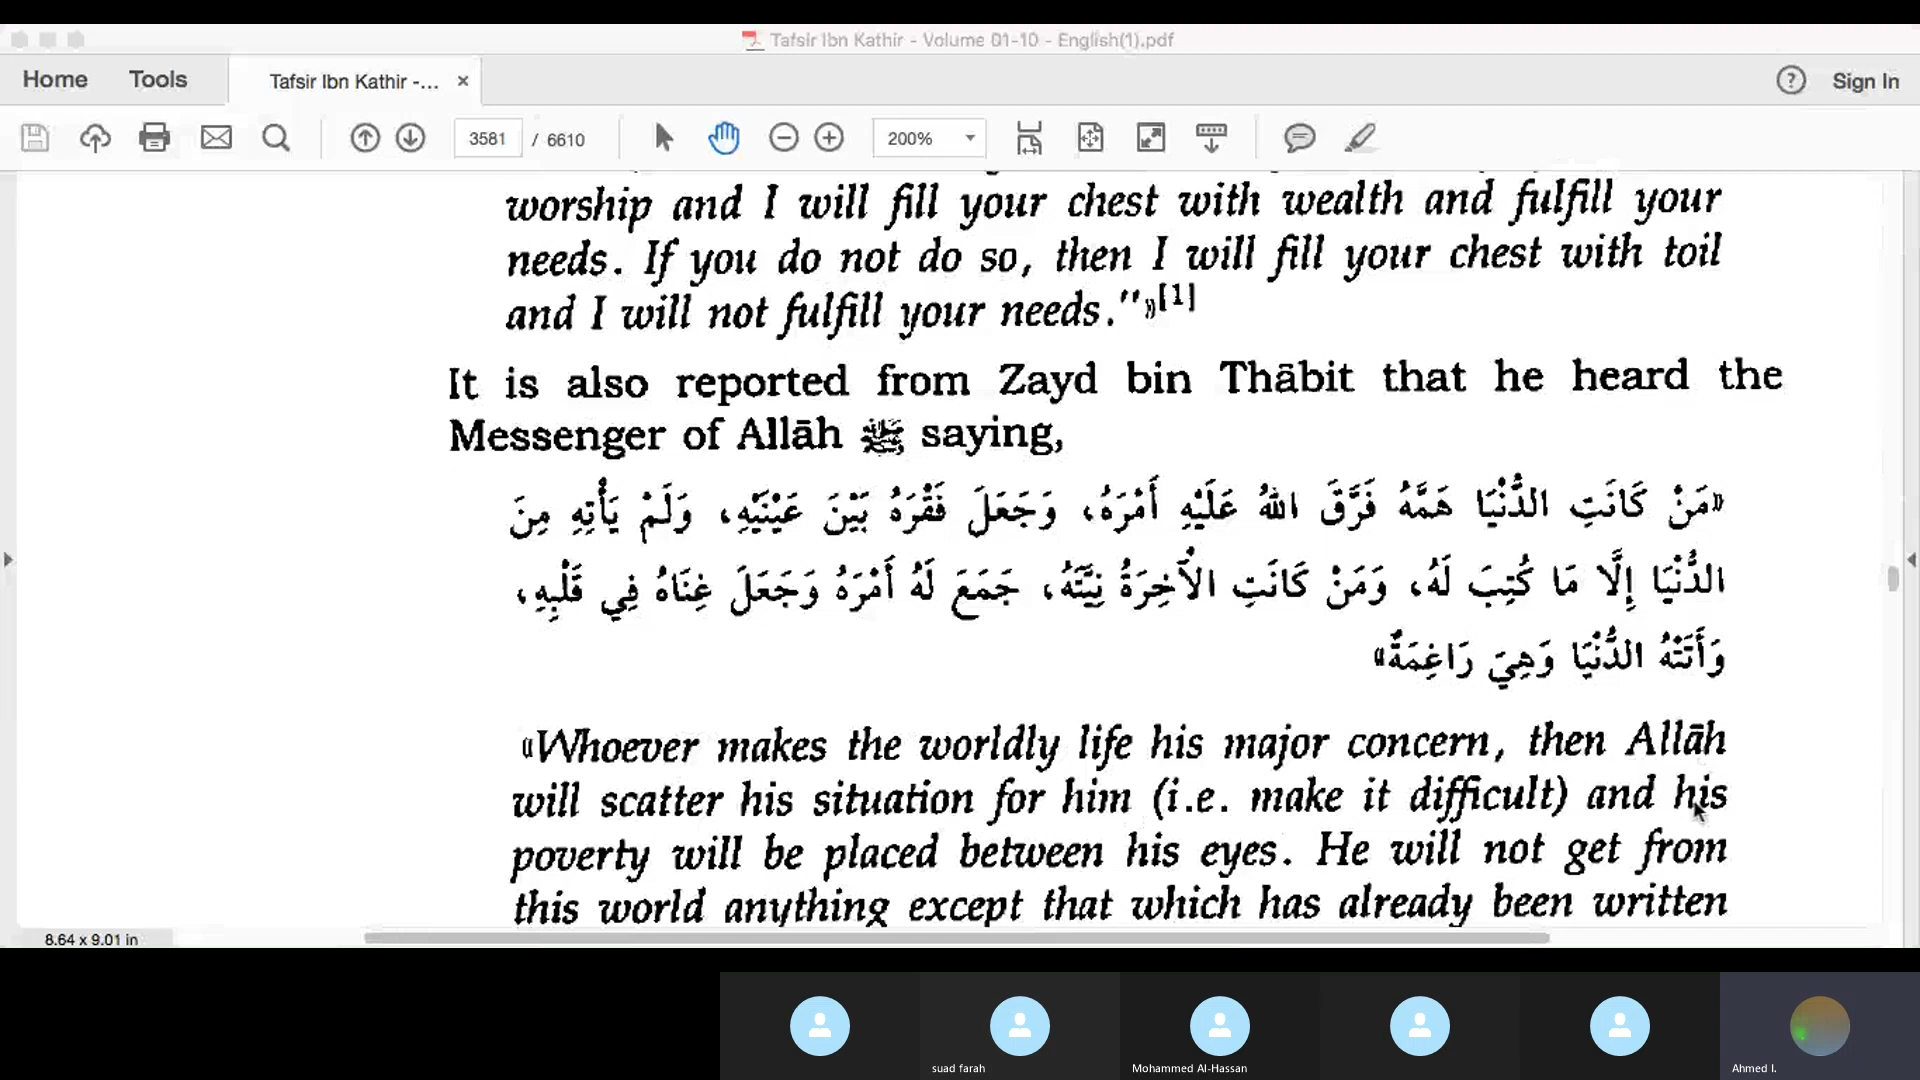 Tafsir Ibn Kathir - Volume 01-10 - English(1).pdf
Home Tools Tafsir Ibn Kathir -... × ? Sign In
3581 / 6610 200%
worship and I will fill your chest with wealth and fulfill your
needs. If you do not do so, then I will fill your chest with toil
and I will not fulfill your needs."»[1]
It is also reported from Zayd bin Thābit that he heard the
Messenger of Allāh ﷺ saying,
«مَنْ كَانَتِ الدُّنْيَا هَمَّهُ فَرَّقَ اللهُ عَلَيْهِ أَمْرَهُ، وَجَعَلَ فَقْرَهُ بَيْنَ عَيْنَيْهِ، وَلَمْ يَأْتِهِ مِنَ
الدُّنْيَا إِلَّا مَا كُتِبَ لَهُ، وَمَنْ كَانَتِ الْآخِرَةُ نِيَّتَهُ، جَمَعَ لَهُ أَمْرَهُ وَجَعَلَ غِنَاهُ فِي قَلْبِهِ،
وَأَتَتْهُ الدُّنْيَا وَهِيَ رَاغِمَةٌ»
«Whoever makes the worldly life his major concern, then Allāh
will scatter his situation for him (i.e. make it difficult) and his
poverty will be placed between his eyes. He will not get from
this world anything except that which has already been written
8.64 x 9.01 in
suad farah Mohammed Al-Hassan Ahmed I.